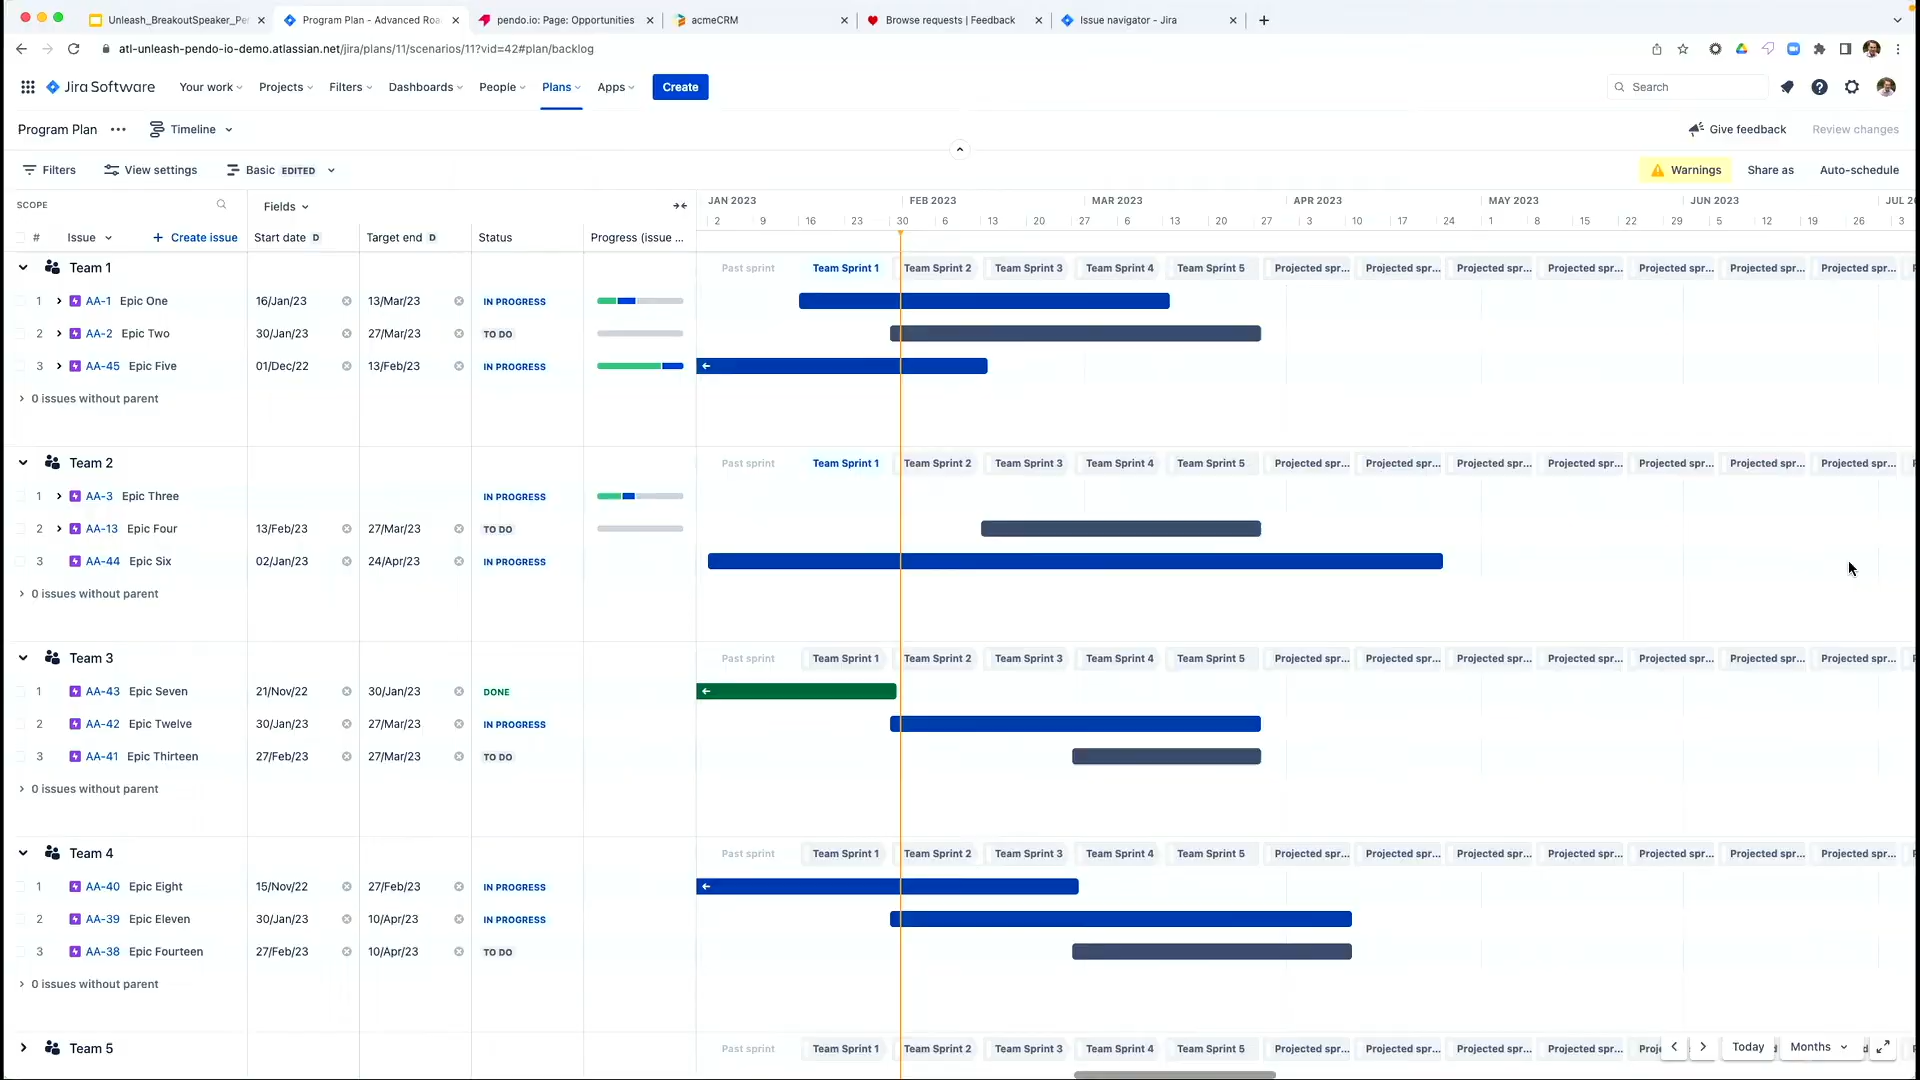 Unleash_BreakoutSpeaker_Pe
Program Plan - Advanced Roa
pendo.io: Page: Opportunities
acmeCRM
Browse requests | Feedback
Issue navigator - Jira
atl-unleash-pendo-io-demo.atlassian.net/jira/plans/11/scenarios/11?vid=42#plan/backlog
Jira Software Your work Projects Filters Dashboards People Plans Apps Create Search
Program Plan ••• Timeline Give feedback Review changes
Filters View settings Basic EDITED Warnings Share as Auto-schedule
SCOPE Fields JAN 2023 FEB 2023 MAR 2023 APR 2023 MAY 2023 JUN 2023 JUL 20
2 9 16 23 30 6 13 20 27 6 13 20 27 3 10 17 24 1 8 15 22 29 5 12 19 26 3
# Issue + Create issue Start date D Target end D Status Progress (issue ...
Team 1 Past sprint Team Sprint 1 Team Sprint 2 Team Sprint 3 Team Sprint 4 Team Sprint 5 Projected spr... Projected spr... Projected spr... Projected spr... Projected spr... Projected spr... Projected spr...
1 AA-1 Epic One 16/Jan/23 13/Mar/23 IN PROGRESS
2 AA-2 Epic Two 30/Jan/23 27/Mar/23 TO DO
3 AA-45 Epic Five 01/Dec/22 13/Feb/23 IN PROGRESS
0 issues without parent
Team 2 Past sprint Team Sprint 1 Team Sprint 2 Team Sprint 3 Team Sprint 4 Team Sprint 5 Projected spr... Projected spr... Projected spr... Projected spr... Projected spr... Projected spr... Projected spr...
1 AA-3 Epic Three IN PROGRESS
2 AA-13 Epic Four 13/Feb/23 27/Mar/23 TO DO
3 AA-44 Epic Six 02/Jan/23 24/Apr/23 IN PROGRESS
0 issues without parent
Team 3 Past sprint Team Sprint 1 Team Sprint 2 Team Sprint 3 Team Sprint 4 Team Sprint 5 Projected spr... Projected spr... Projected spr... Projected spr... Projected spr... Projected spr... Projected spr...
1 AA-43 Epic Seven 21/Nov/22 30/Jan/23 DONE
2 AA-42 Epic Twelve 30/Jan/23 27/Mar/23 IN PROGRESS
3 AA-41 Epic Thirteen 27/Feb/23 27/Mar/23 TO DO
0 issues without parent
Team 4 Past sprint Team Sprint 1 Team Sprint 2 Team Sprint 3 Team Sprint 4 Team Sprint 5 Projected spr... Projected spr... Projected spr... Projected spr... Projected spr... Projected spr... Projected spr...
1 AA-40 Epic Eight 15/Nov/22 27/Feb/23 IN PROGRESS
2 AA-39 Epic Eleven 30/Jan/23 10/Apr/23 IN PROGRESS
3 AA-38 Epic Fourteen 27/Feb/23 10/Apr/23 TO DO
0 issues without parent
Team 5 Past sprint Team Sprint 1 Team Sprint 2 Team Sprint 3 Team Sprint 4 Team Sprint 5 Projected spr... Projected spr... Projected spr... Projected spr... Today Months